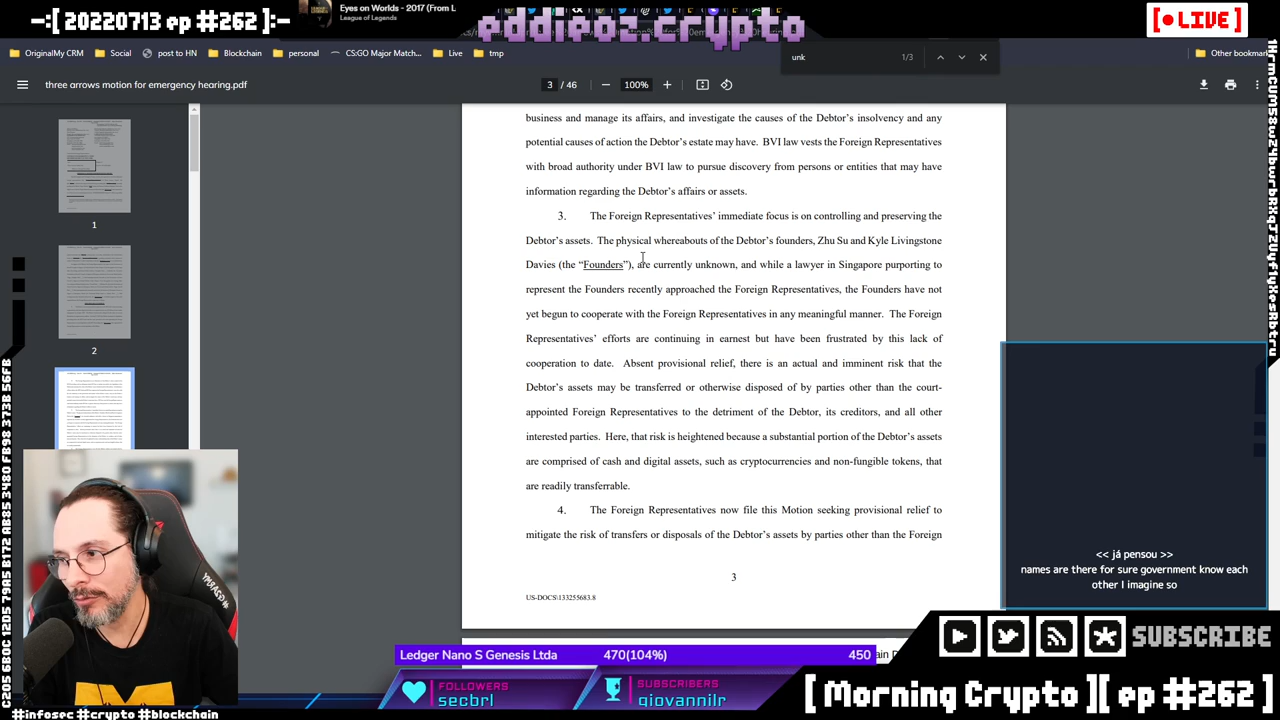 -:[ 20220713 ep #262]:-
Eyes on Worlds - 2017 (From L
League of Legends
addipoz.crypto
[●LIVE]
OriginalMy CRM
Social
post to HN
Blockchain
personal
CS:GO Major Match...
Live
tmp
Other bookmar
unk
1/3
three arrows motion for emergency hearing.pdf
3 / 46
100%
1
2
business and manage its affairs, and investigate the causes of the Debtor's insolvency and any
potential causes of action the Debtor's estate may have. BVI law vests the Foreign Representatives
with broad authority under BVI law to pursue discovery from persons or entities that may have
information regarding the Debtor's affairs or assets.
3. The Foreign Representatives' immediate focus is on controlling and preserving the
Debtor's assets. The physical whereabouts of the Debtor's founders, Zhu Su and Kyle Livingstone
Davies (the "Founders"), are currently unknown, and while a lawyer in Singapore purporting to
represent the Founders recently approached the Foreign Representatives, the Founders have not
yet begun to cooperate with the Foreign Representatives in any meaningful manner. The Foreign
Representatives' efforts are continuing in earnest but have been frustrated by this lack of
cooperation to date. Absent provisional relief, there is an actual and imminent risk that the
Debtor's assets may be transferred or otherwise disposed of by parties other than the court-
appointed Foreign Representatives to the detriment of the Debtor, its creditors, and all other
interested parties. Here, that risk is heightened because a substantial portion of the Debtor's assets
are comprised of cash and digital assets, such as cryptocurrencies and non-fungible tokens, that
are readily transferrable.
4. The Foreign Representatives now file this Motion seeking provisional relief to
mitigate the risk of transfers or disposals of the Debtor's assets by parties other than the Foreign
3
US-DOCS\133255683.8
<< já pensou >>
names are there for sure government know each
other I imagine so
SUBSCRIBE
Ledger Nano S Genesis Ltda
470(104%)
450
FOLLOWERS
secbrl
SUBSCRIBERS
giovannilr
[ Morning Crypto ][ ep #262]
infosec #crypto #blockchain